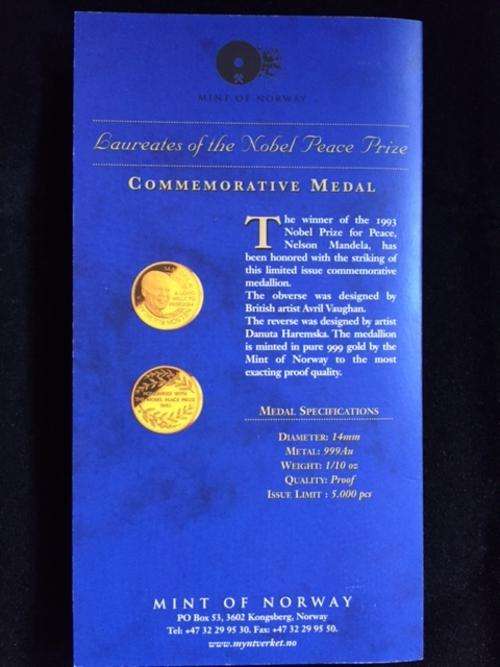 MINT OF NORWAY
Laureates of the Nobel Peace Prize
COMMEMORATIVE MEDAL
The winner of the 1993
Nobel Prize for Peace,
Nelson Mandela, has
been honored with the striking of
this limited issue commemorative
medallion.
The obverse was designed by
British artist Avril Vaughan.
The reverse was designed by artist
Danuta Haremska. The medallion
is minted in pure 999 gold by the
Mint of Norway to the most
exacting proof quality.
MEDAL SPECIFICATIONS
DIAMETER: 14mm
METAL: 999Au
WEIGHT: 1/10 oz
QUALITY: Proof
ISSUE LIMIT : 5.000 pcs
MINT OF NORWAY
PO Box 53, 3602 Kongsberg, Norway
Tel: +47 32 29 95 30. Fax: +47 32 29 95 50.
www.myntverket.no